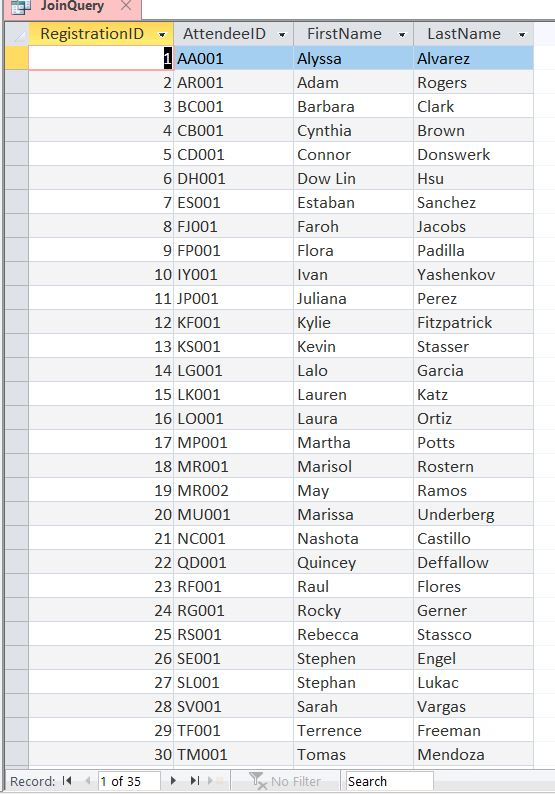 JoinQuery
RegistrationID AttendeeID FirstName LastName
1 AA001 Alyssa Alvarez
2 AR001 Adam Rogers
3 BC001 Barbara Clark
4 CB001 Cynthia Brown
5 CD001 Connor Donswerk
6 DH001 Dow Lin Hsu
7 ES001 Estaban Sanchez
8 FJ001 Faroh Jacobs
9 FP001 Flora Padilla
10 IY001 Ivan Yashenkov
11 JP001 Juliana Perez
12 KF001 Kylie Fitzpatrick
13 KS001 Kevin Stasser
14 LG001 Lalo Garcia
15 LK001 Lauren Katz
16 LO001 Laura Ortiz
17 MP001 Martha Potts
18 MR001 Marisol Rostern
19 MR002 May Ramos
20 MU001 Marissa Underberg
21 NC001 Nashota Castillo
22 QD001 Quincey Deffallow
23 RF001 Raul Flores
24 RG001 Rocky Gerner
25 RS001 Rebecca Stassco
26 SE001 Stephen Engel
27 SL001 Stephan Lukac
28 SV001 Sarah Vargas
29 TF001 Terrence Freeman
30 TM001 Tomas Mendoza
Record: 1 of 35 No Filter Search